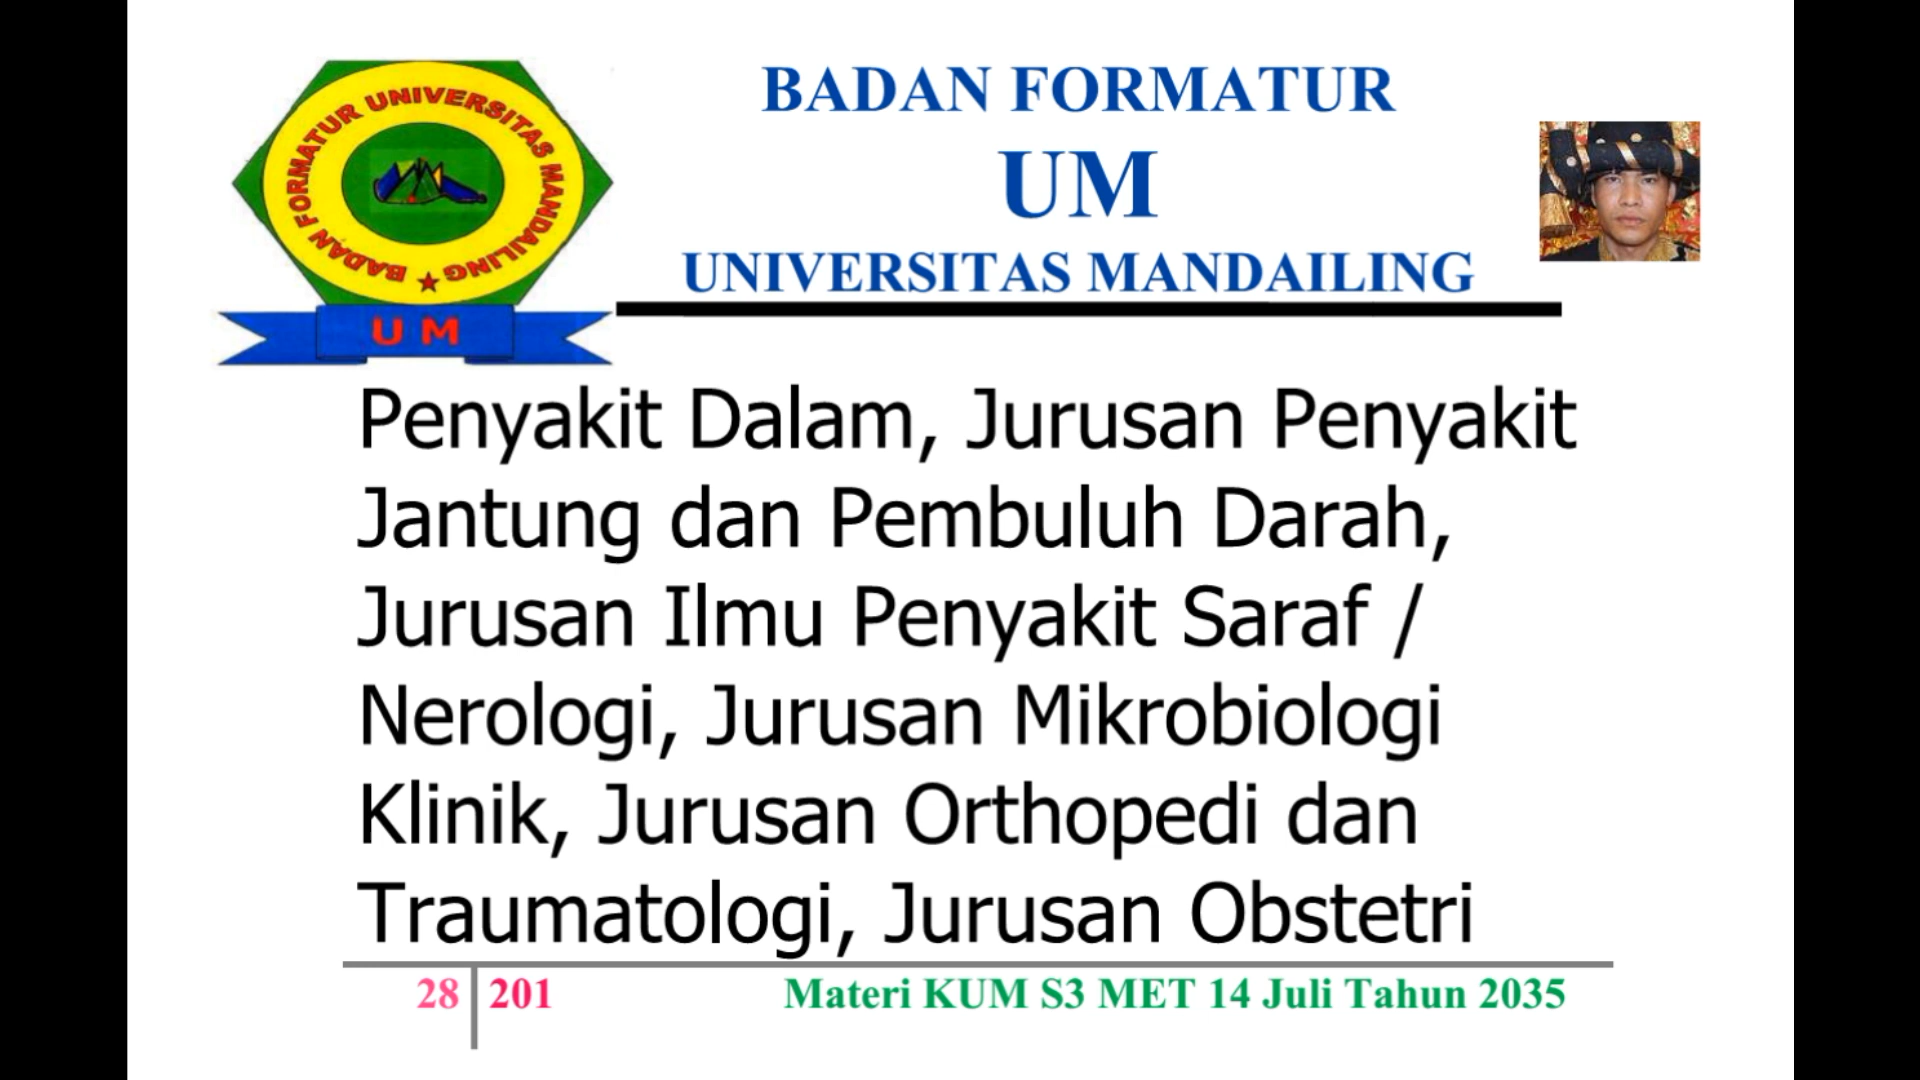 BADAN FORMATUR UNIVERSITAS MANDAILING
U M
BADAN FORMATUR
UM
UNIVERSITAS MANDAILING
Penyakit Dalam, Jurusan Penyakit
Jantung dan Pembuluh Darah,
Jurusan Ilmu Penyakit Saraf /
Nerologi, Jurusan Mikrobiologi
Klinik, Jurusan Orthopedi dan
Traumatologi, Jurusan Obstetri
28 201
Materi KUM S3 MET 14 Juli Tahun 2035